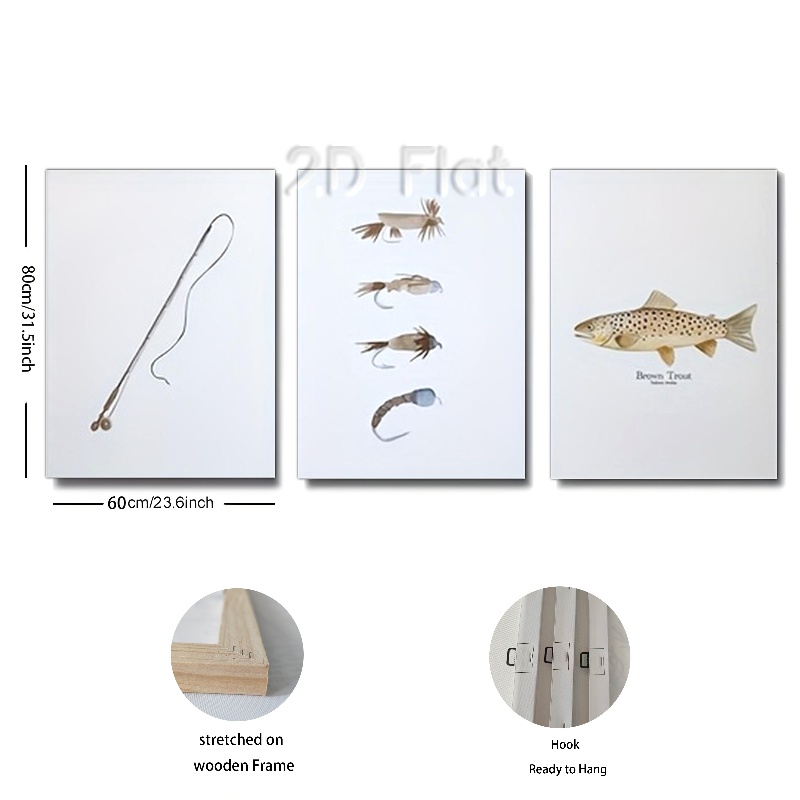 2D Flat
80cm/31.5inch
Brown Trout
60cm/23.6inch
stretched on
wooden Frame
Hook
Ready to Hang